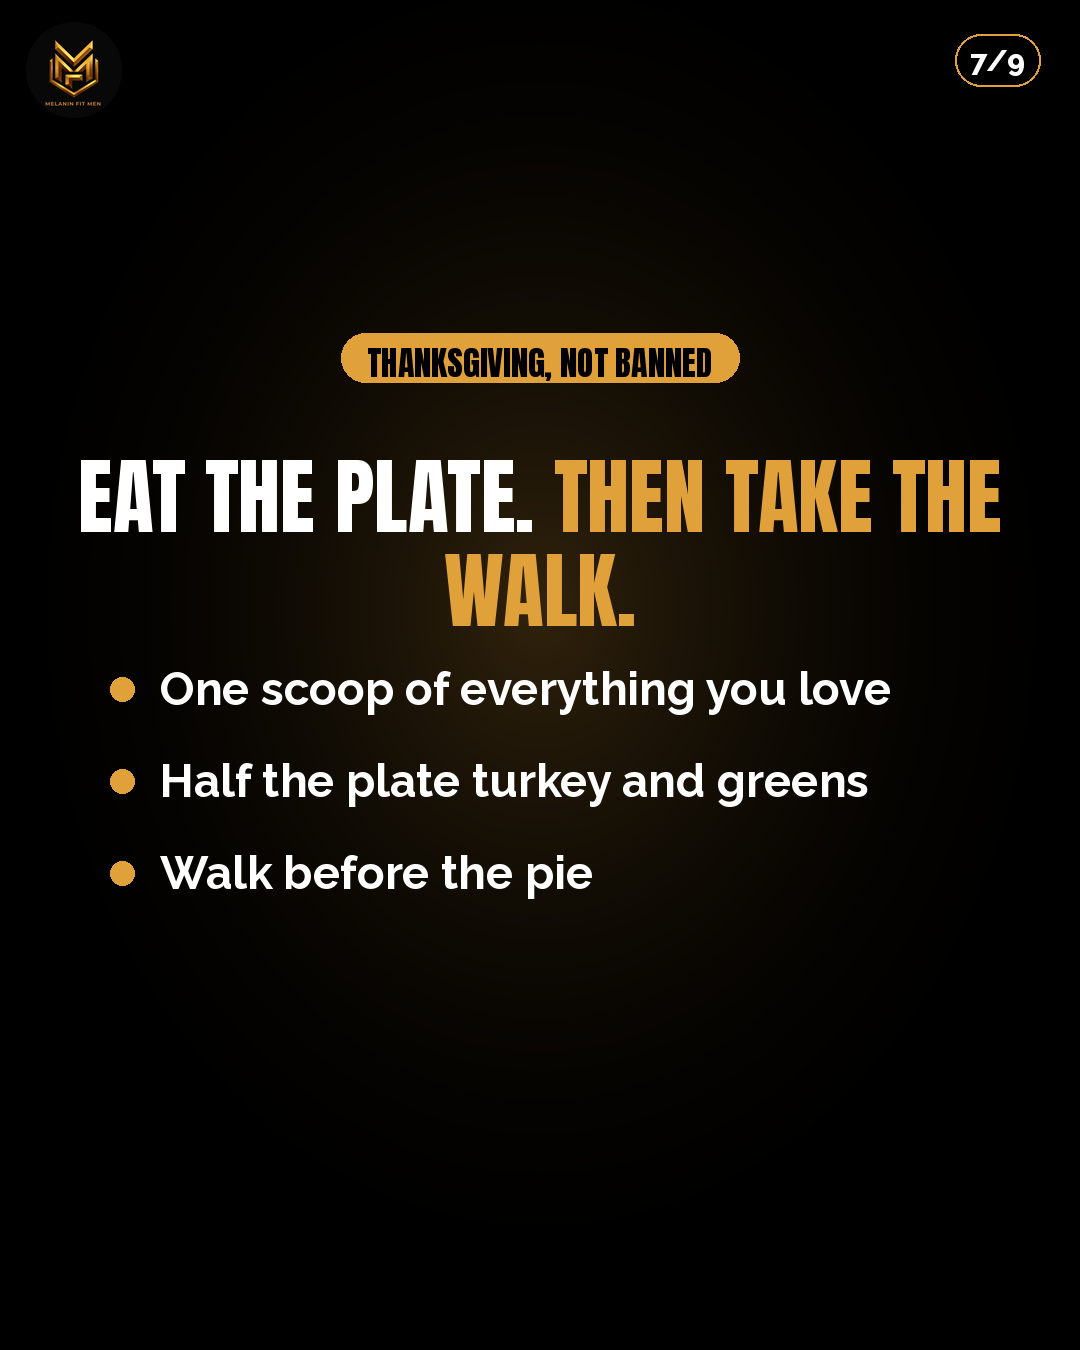 MELANIN FIT MEN
7/9
THANKSGIVING, NOT BANNED
EAT THE PLATE. THEN TAKE THE
WALK.
One scoop of everything you love
Half the plate turkey and greens
Walk before the pie